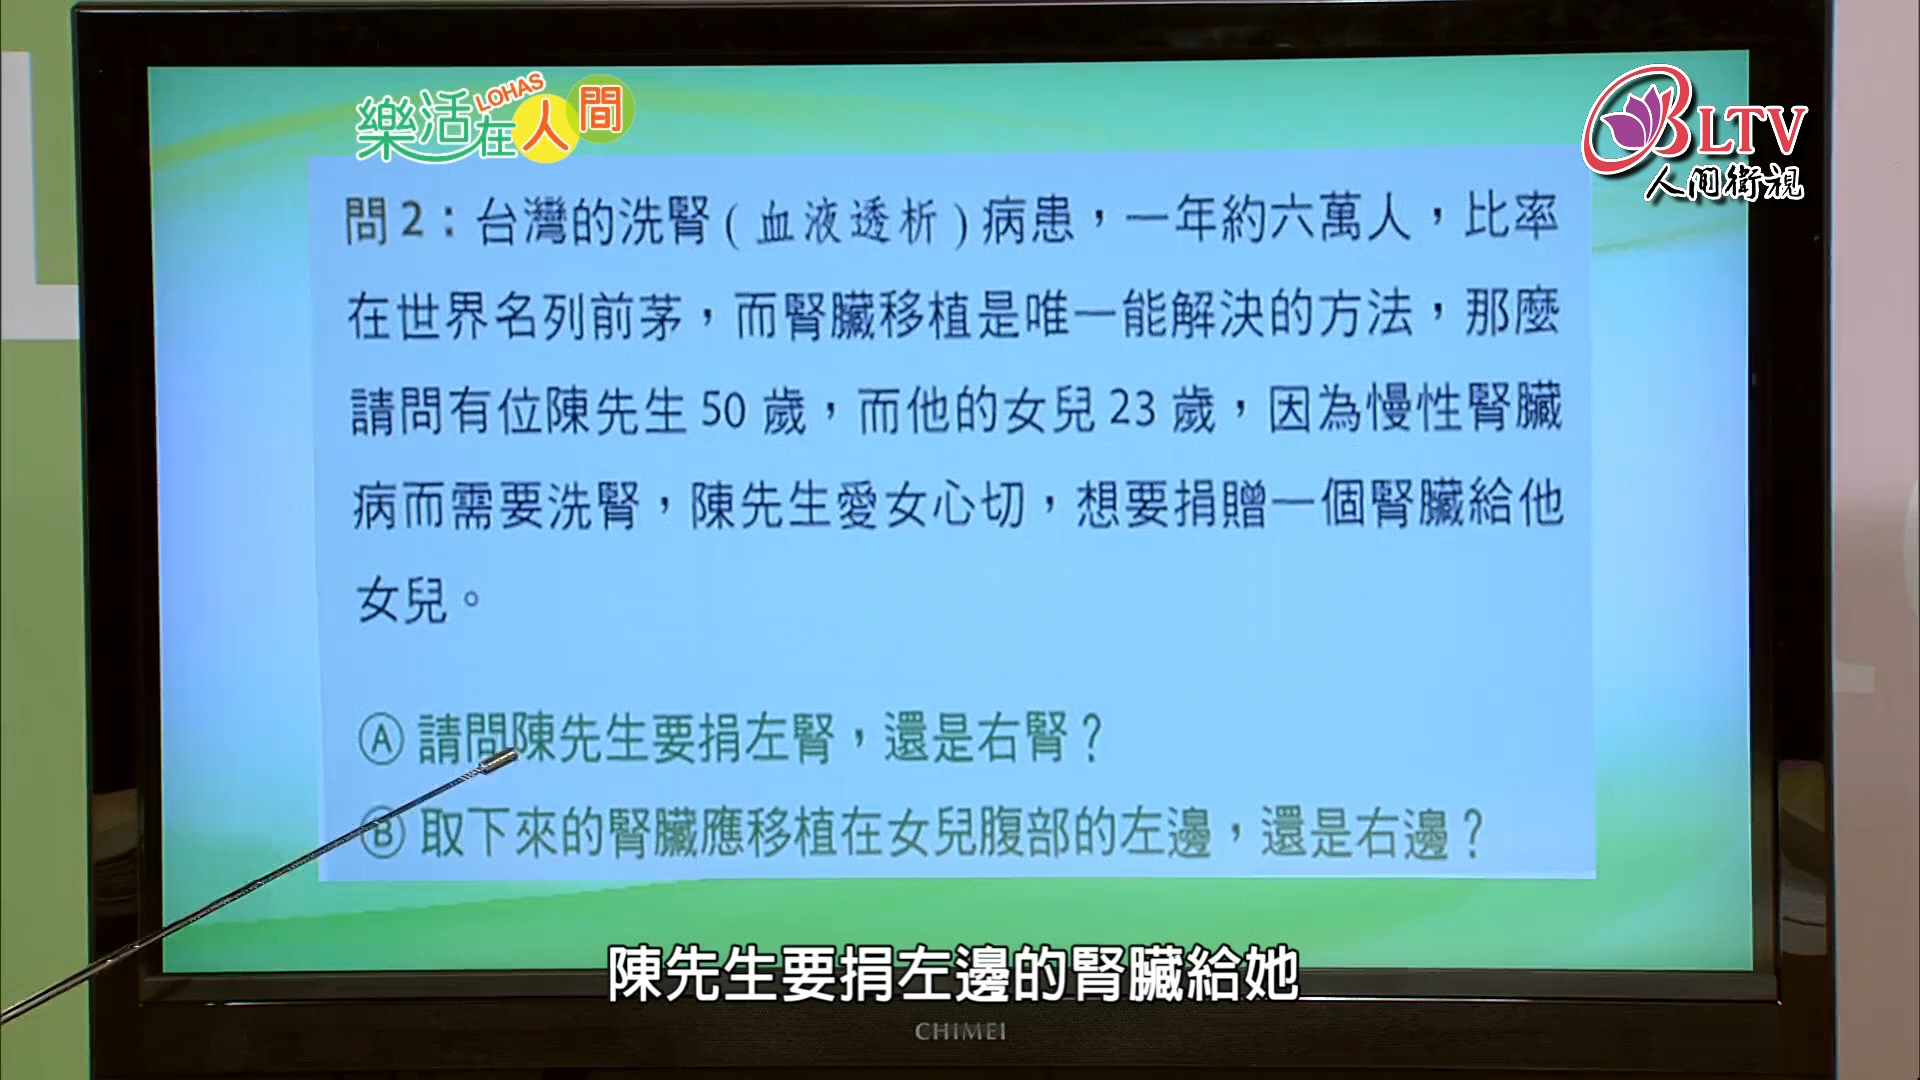 樂活在人間
LOHAS
BLTV
人間衛視
問2：台灣的洗腎(血液透析)病患，一年約六萬人，比率
在世界名列前茅，而腎臟移植是唯一能解決的方法，那麼
請問有位陳先生50歲，而他的女兒23歲，因為慢性腎臟
病而需要洗腎，陳先生愛女心切，想要捐贈一個腎臟給他
女兒。
Ⓐ 請問陳先生要捐左腎，還是右腎？
Ⓑ 取下來的腎臟應移植在女兒腹部的左邊，還是右邊？
陳先生要捐左邊的腎臟給她
CHIMEI